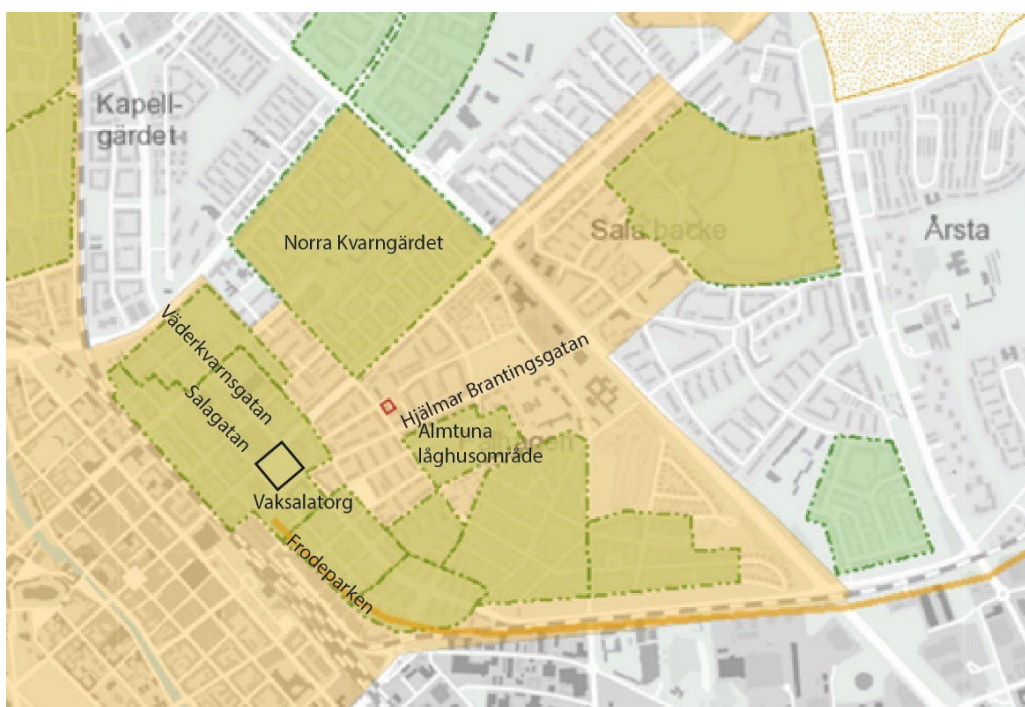 Kapell-
gärdet
Norra Kvarngärdet
Sala backe
Årsta
Väderkvarnsgatan
Salagatan
Hjälmar Brantingsgatan
Almtuna
låghusområde
Vaksalatorg
Frodeparken